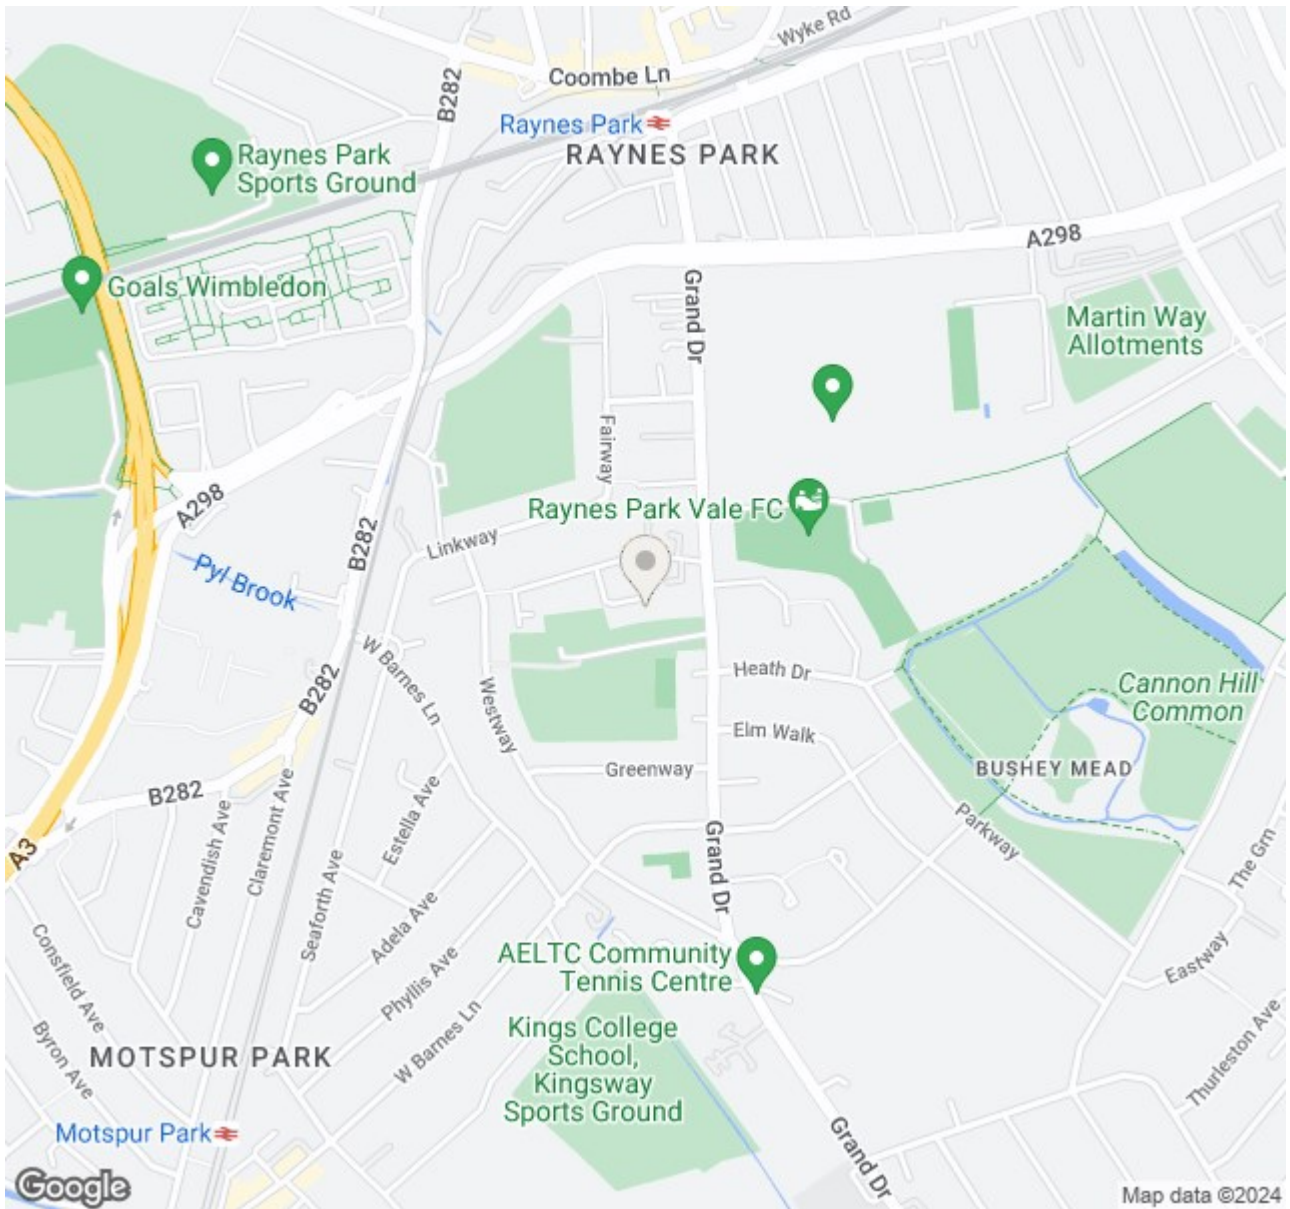 Wyke Rd
Coombe Ln
B282
Raynes Park
RAYNES PARK
Raynes Park
Sports Ground
A298
Goals Wimbledon
Grand Dr
Martin Way
Allotments
Fairway
A298
Raynes Park Vale FC
Linkway
B282
Pyl Brook
W Barnes Ln
B282
Westway
Heath Dr
Cannon Hill
Common
Elm Walk
BUSHEY MEAD
Greenway
B282
Estella Ave
Parkway
A3
Cavendish Ave
Claremont Ave
Grand Dr
The Grn
Seaforth Ave
Adela Ave
Consfield Ave
Phyllis Ave
AELTC Community
Tennis Centre
Eastway
Kings College
School,
Kingsway
Sports Ground
Byron Ave
MOTSPUR PARK
W Barnes Ln
Thurleston Ave
Motspur Park
Grand Dr
Google
Map data ©2024